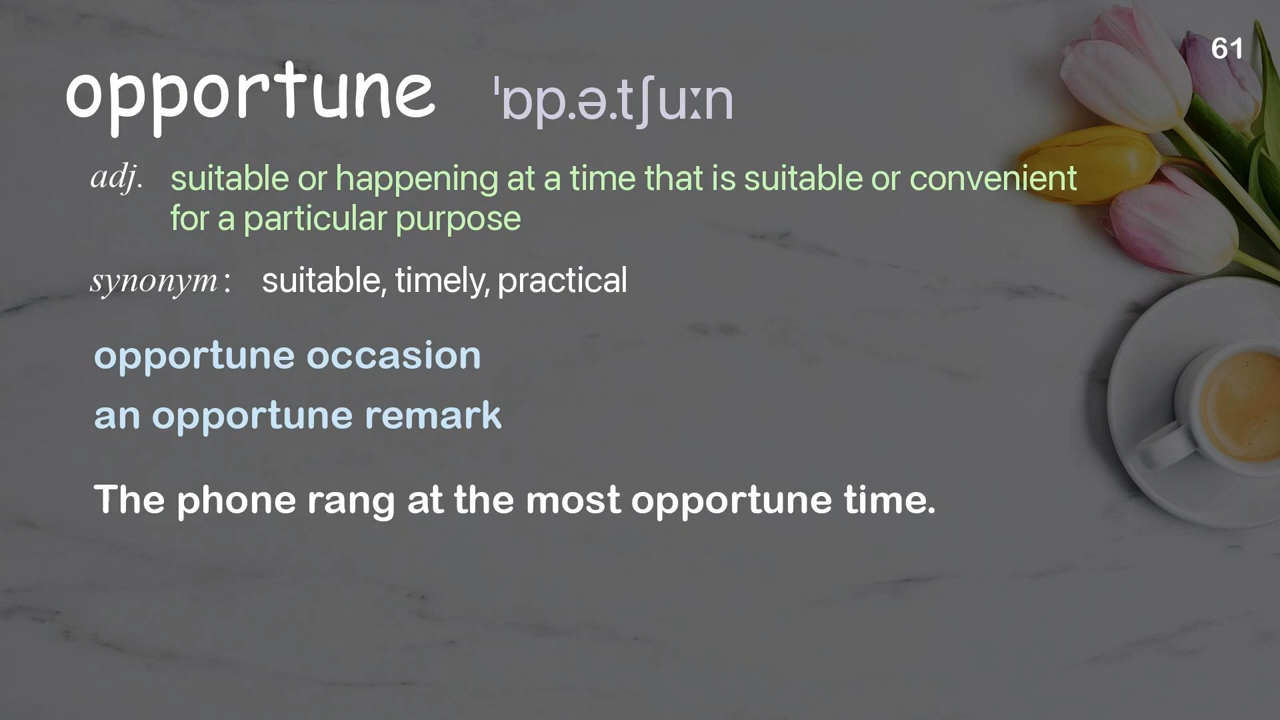 61
opportune ˈɒp.ə.tʃuːn
adj. suitable or happening at a time that is suitable or convenient
for a particular purpose
synonym: suitable, timely, practical
opportune occasion
an opportune remark
The phone rang at the most opportune time.